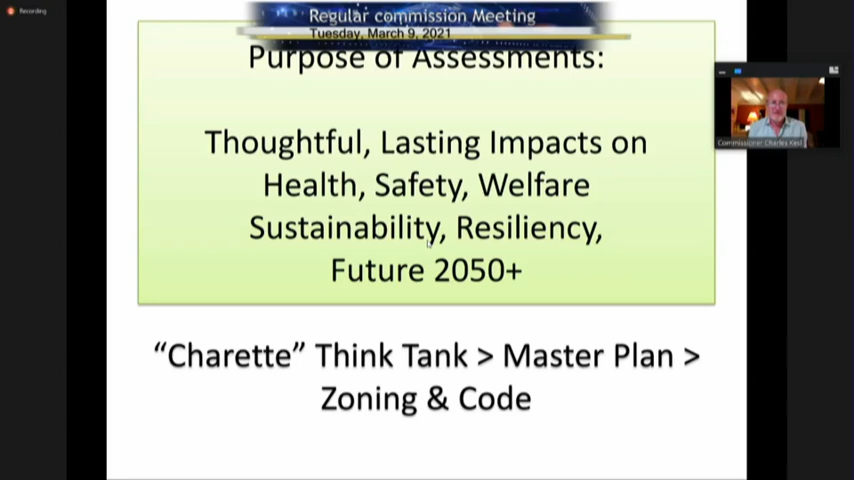 Recording
Regular commission Meeting
Tuesday, March 9, 2021
Purpose of Assessments:
Thoughtful, Lasting Impacts on
Health, Safety, Welfare
Sustainability, Resiliency,
Future 2050+
Commissioner Charles Kesl
“Charette” Think Tank > Master Plan >
Zoning & Code